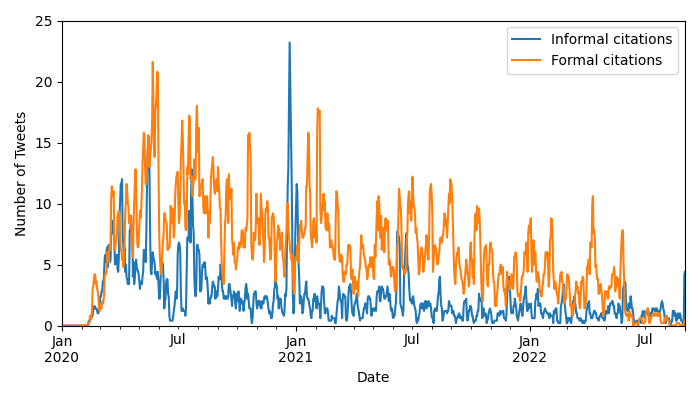 25
20
15
10
5
0
Number of Tweets
Informal citations
Formal citations
Jan
2020
Jul
Jan
2021
Jul
Jan
2022
Jul
Date